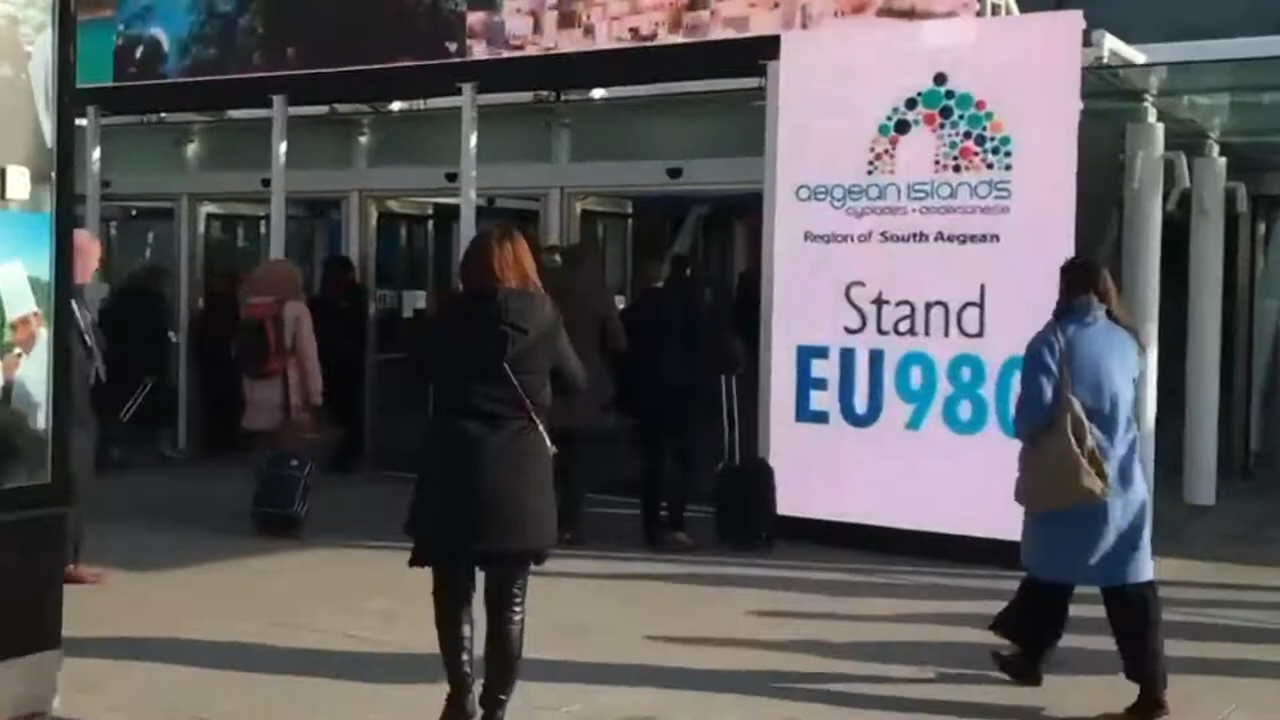 aegean islands
cyclades • dodecanese
Region of South Aegean
Stand
EU980